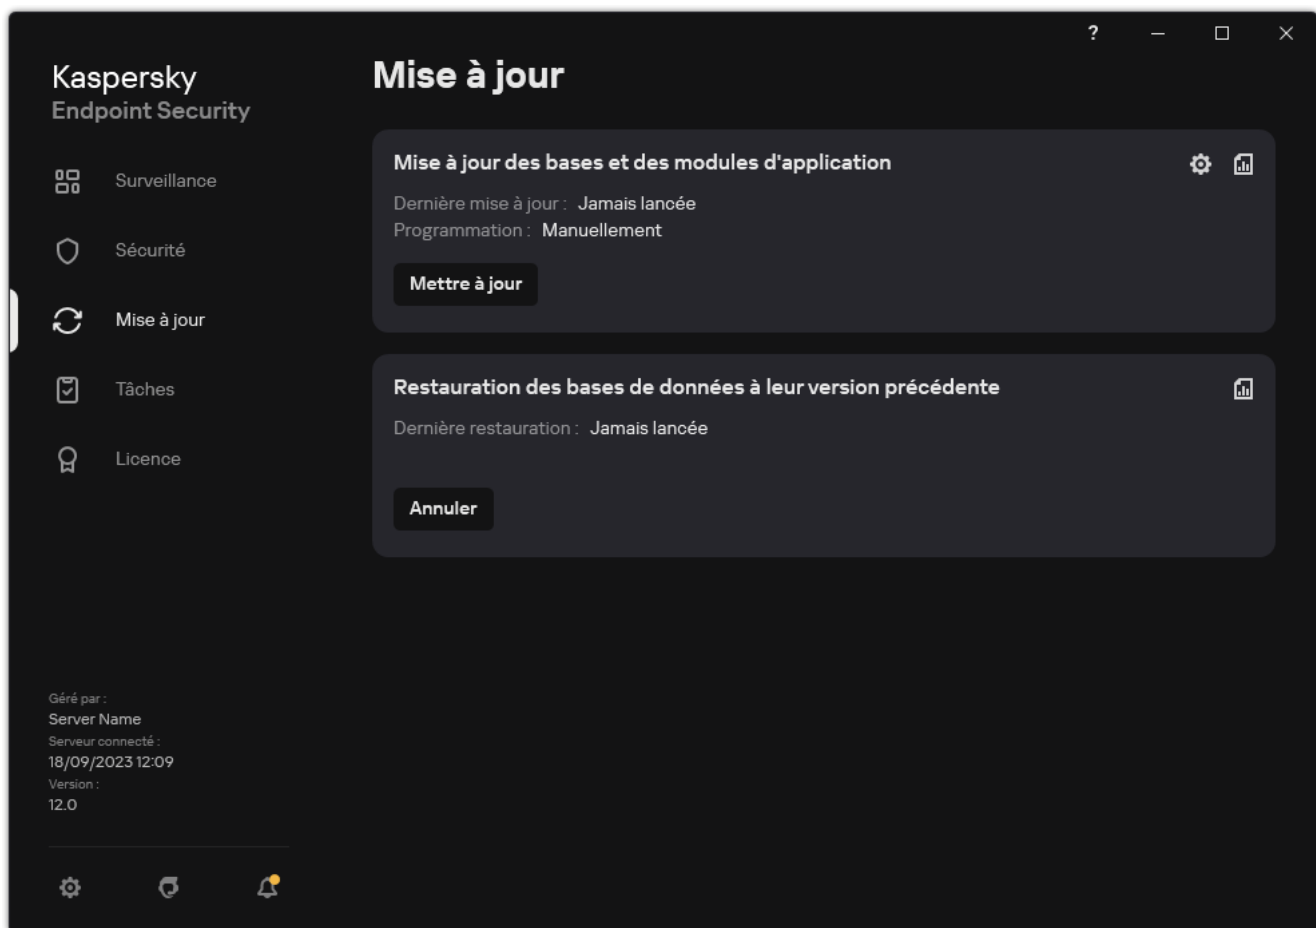 ?
Kaspersky
Endpoint Security
Surveillance
Sécurité
Mise à jour
Tâches
Licence
Géré par :
Server Name
Serveur connecté :
18/09/2023 12:09
Version :
12.0
Mise à jour
Mise à jour des bases et des modules d'application
Dernière mise à jour : Jamais lancée
Programmation : Manuellement
Mettre à jour
Restauration des bases de données à leur version précédente
Dernière restauration : Jamais lancée
Annuler